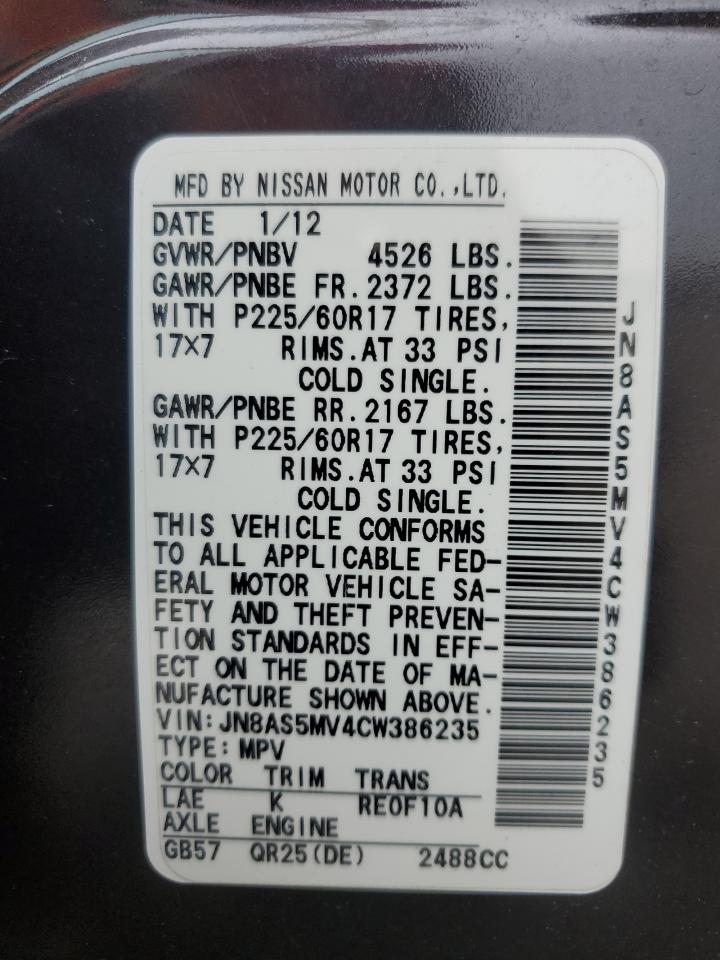 MFD BY NISSAN MOTOR CO.,LTD.
DATE 1/12
GVWR/PNBV 4526 LBS.
GAWR/PNBE FR.2372 LBS.
WITH P225/60R17 TIRES,
17X7 RIMS.AT 33 PSI
COLD SINGLE.
GAWR/PNBE RR.2167 LBS.
WITH P225/60R17 TIRES,
17X7 RIMS.AT 33 PSI
COLD SINGLE.
THIS VEHICLE CONFORMS
TO ALL APPLICABLE FED-
ERAL MOTOR VEHICLE SA-
FETY AND THEFT PREVEN-
TION STANDARDS IN EFF-
ECT ON THE DATE OF MA-
NUFACTURE SHOWN ABOVE.
VIN:JN8AS5MV4CW386235
TYPE:MPV
COLOR TRIM TRANS
LAE K RE0F10A
AXLE ENGINE
GB57 QR25(DE) 2488CC
JN8AS5MV4CW386235